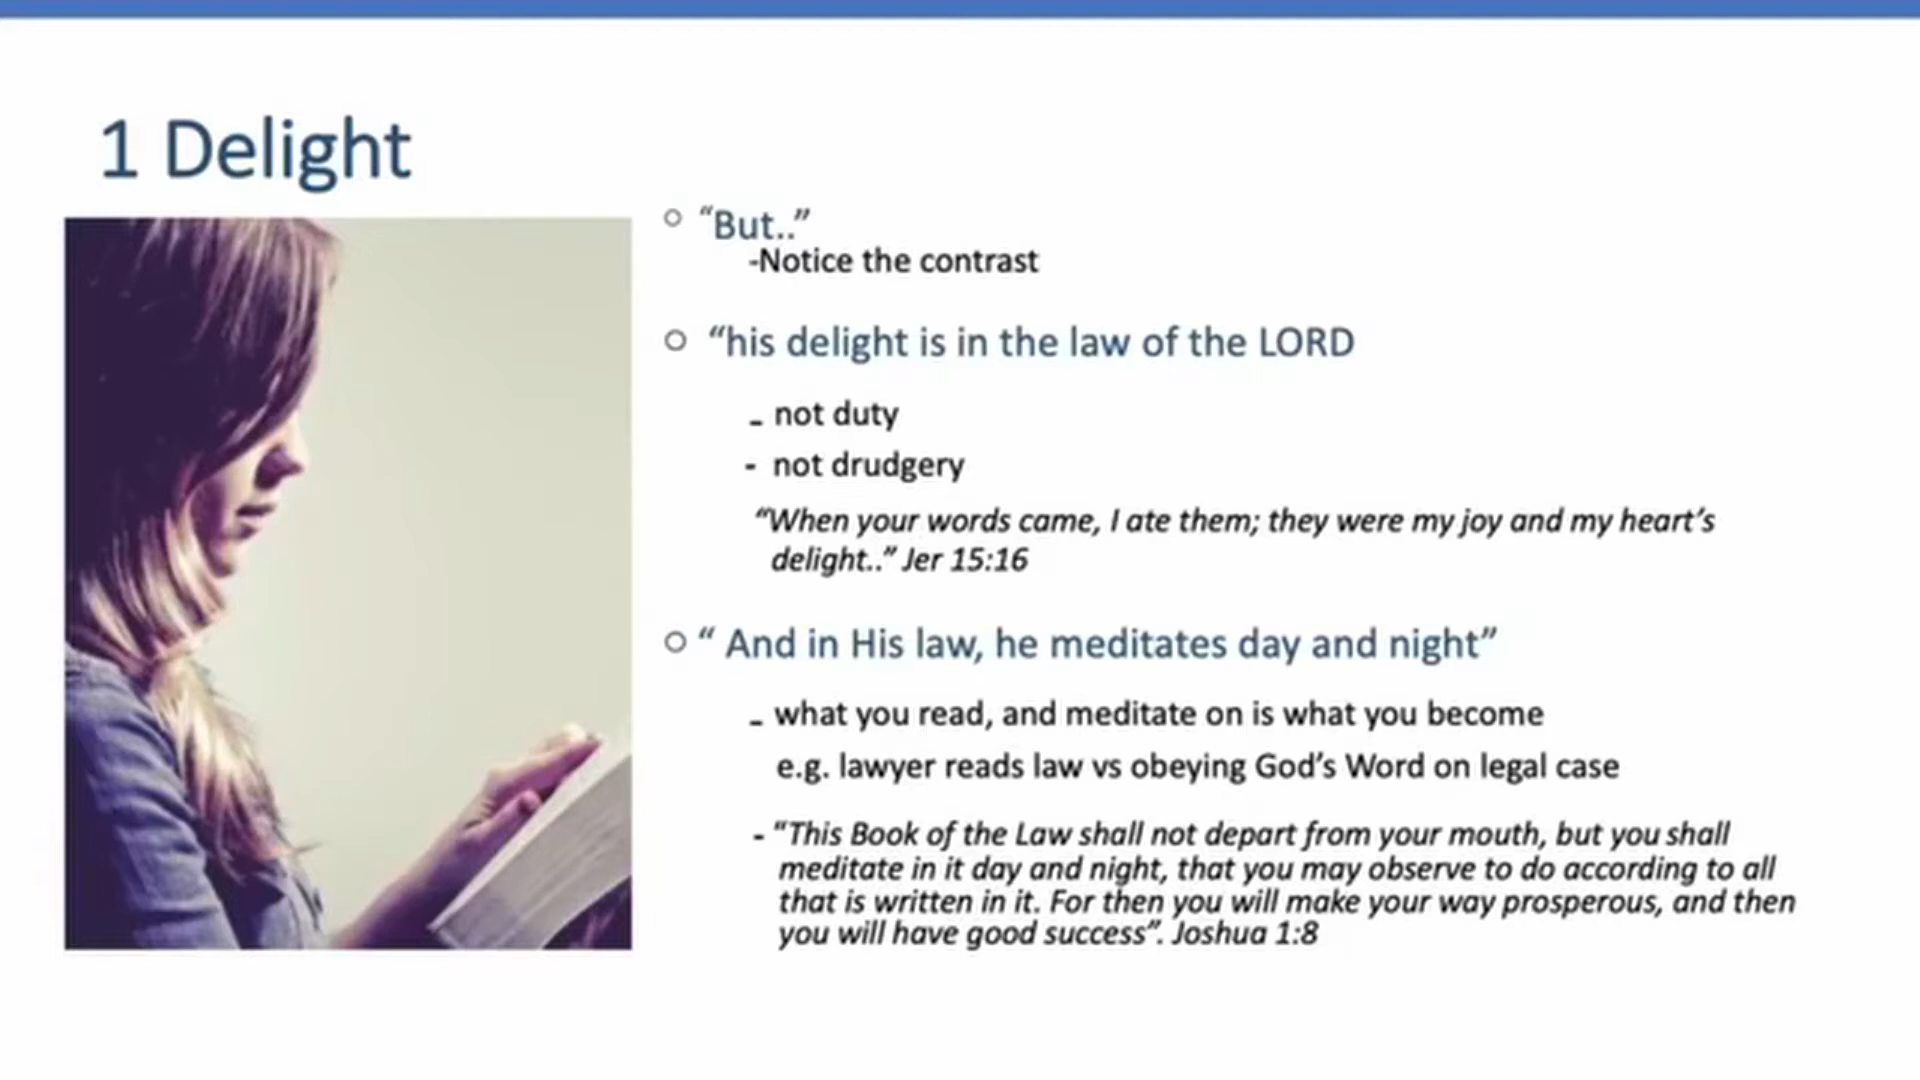 1 Delight
“But..”
-Notice the contrast
“his delight is in the law of the LORD
- not duty
- not drudgery
“When your words came, I ate them; they were my joy and my heart’s
delight..” Jer 15:16
“ And in His law, he meditates day and night”
- what you read, and meditate on is what you become
e.g. lawyer reads law vs obeying God’s Word on legal case
- “This Book of the Law shall not depart from your mouth, but you shall
meditate in it day and night, that you may observe to do according to all
that is written in it. For then you will make your way prosperous, and then
you will have good success”. Joshua 1:8